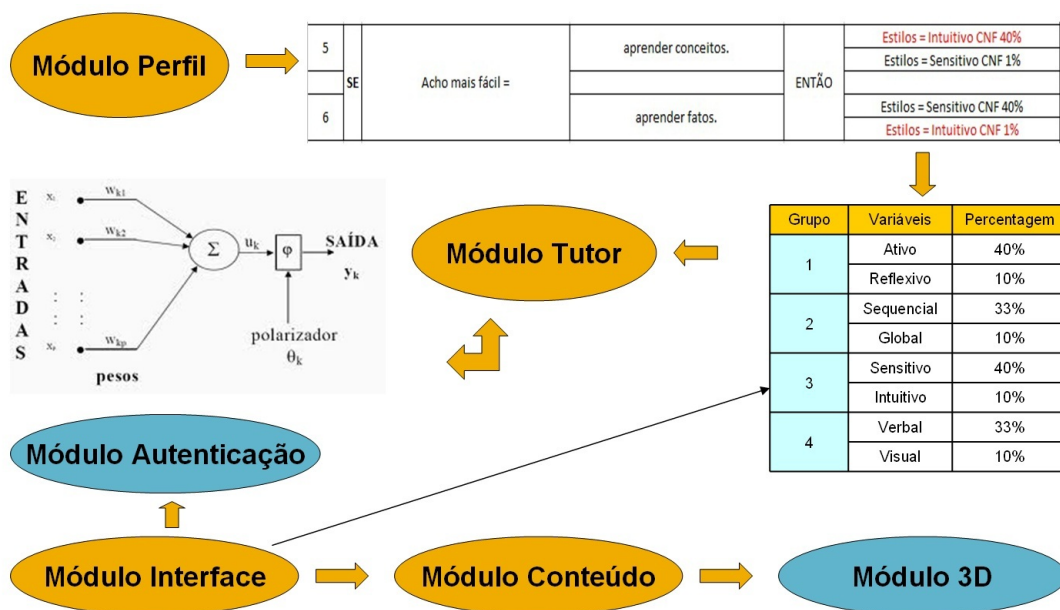 Módulo Perfil
5
SE
Acho mais fácil =
aprender conceitos.
ENTÃO
Estilos = Intuitivo CNF 40%
Estilos = Sensitivo CNF 1%
6
aprender fatos.
Estilos = Sensitivo CNF 40%
Estilos = Intuitivo CNF 1%
ENTRADAS
x₁
wk1
x₂
wk2
Σ
uk
φ
SAÍDA
yk
polarizador
θk
wkp
pesos
Módulo Tutor
Grupo Variáveis Percentagem
1
Ativo 40%
Reflexivo 10%
2
Sequencial 33%
Global 10%
3
Sensitivo 40%
Intuitivo 10%
4
Verbal 33%
Visual 10%
Módulo Autenticação
Módulo Interface
Módulo Conteúdo
Módulo 3D